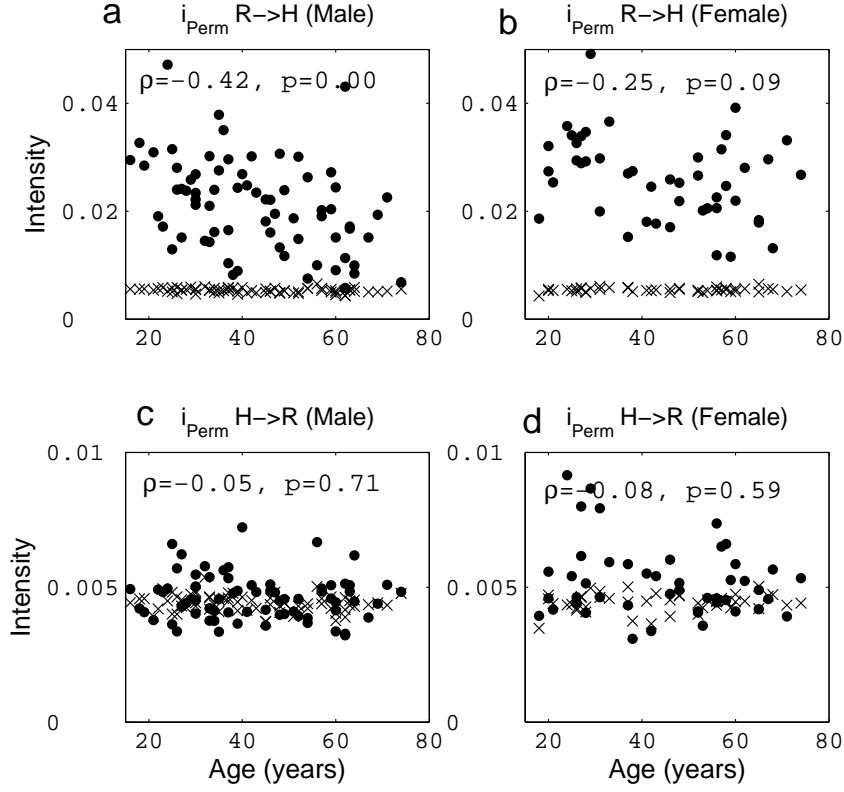 a
i_Perm R->H (Male)
ρ=-0.42, p=0.00
0.04
0.02
0
20 40 60 80
Intensity
b
i_Perm R->H (Female)
ρ=-0.25, p=0.09
0.04
0.02
0
20 40 60 80
c
i_Perm H->R (Male)
ρ=-0.05, p=0.71
0.01
0.005
0
20 40 60 80
Intensity
Age (years)
d
i_Perm H->R (Female)
ρ=-0.08, p=0.59
0.01
0.005
0
20 40 60 80
Age (years)